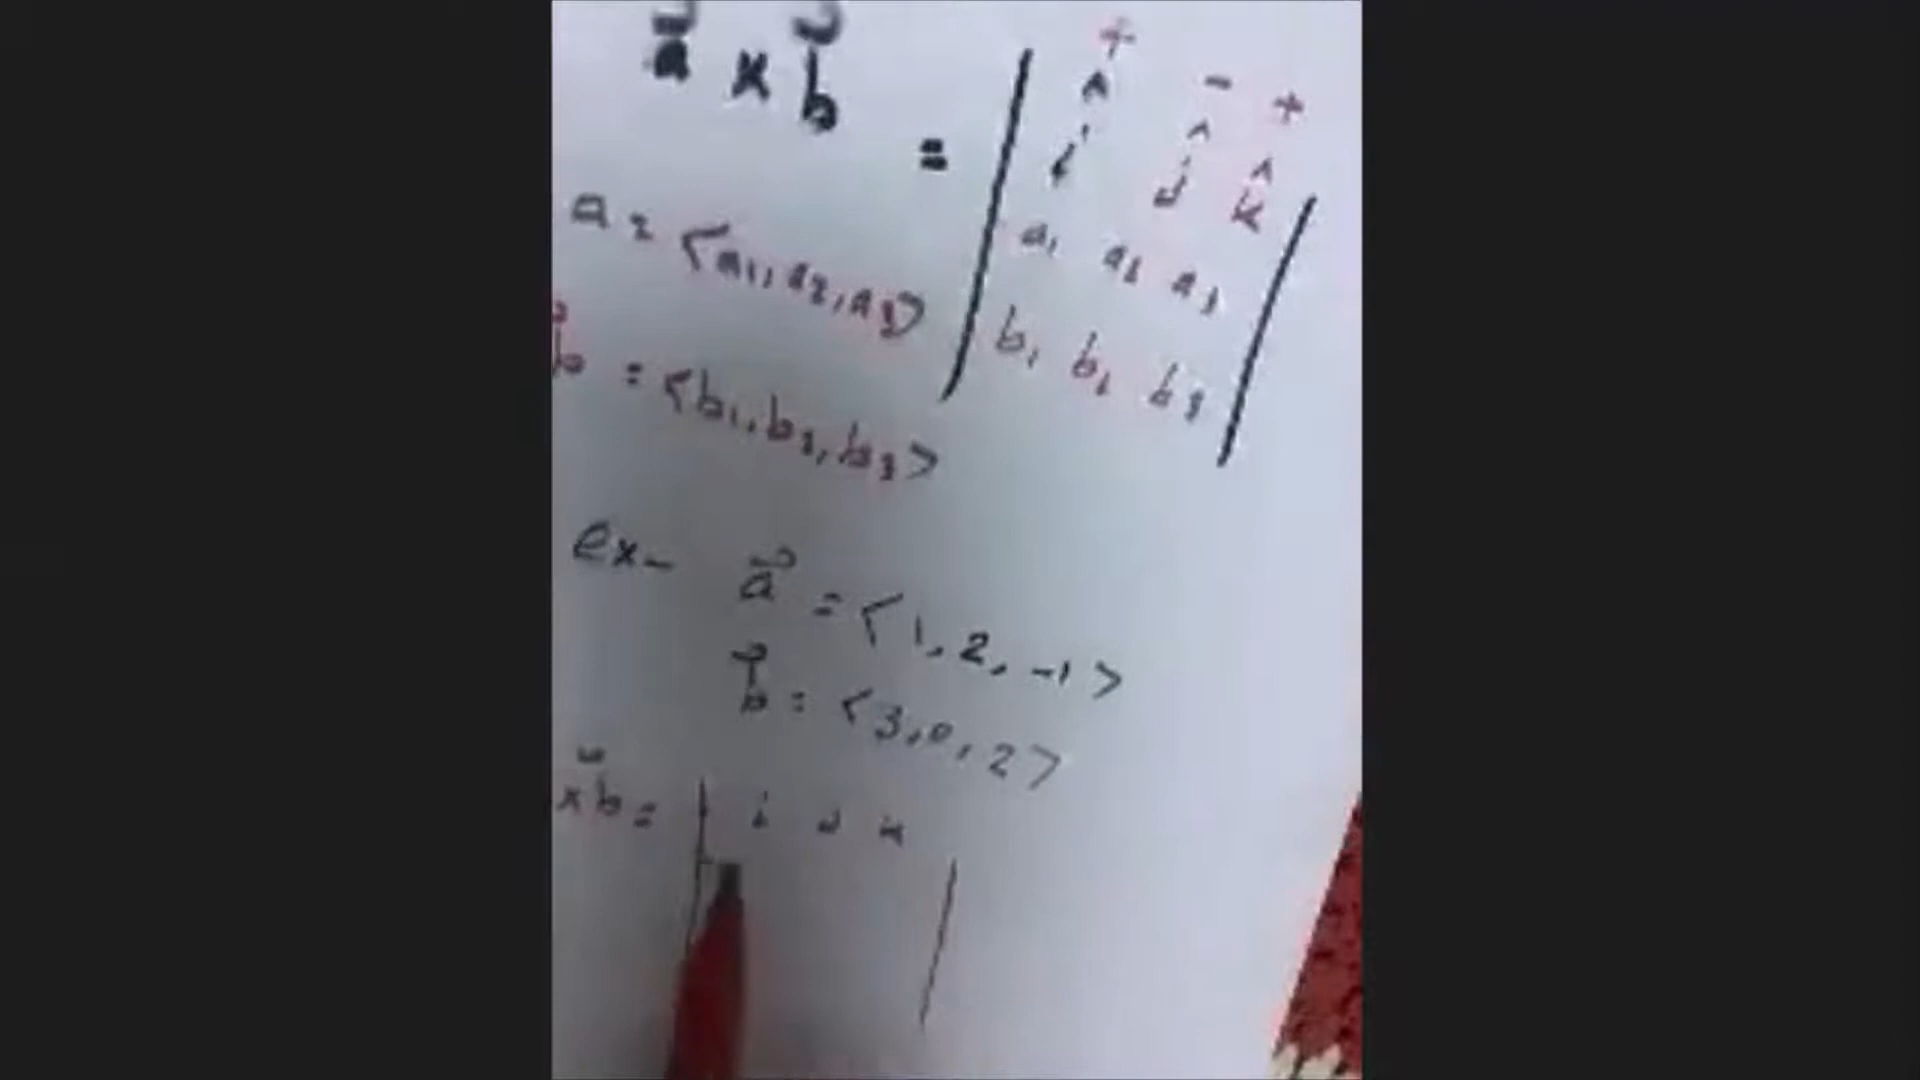 + - +
a⃗ × b⃗ = | î ĵ k̂ |
a = <a₁, a₂, a₃>
a₁ a₂ a₃
b⃗ = <b₁, b₂, b₃>
b₁ b₂ b₃
ex- a⃗ = <1, 2, -1>
b⃗ = <3, 0, 2>
× b⃗ = | i j k |